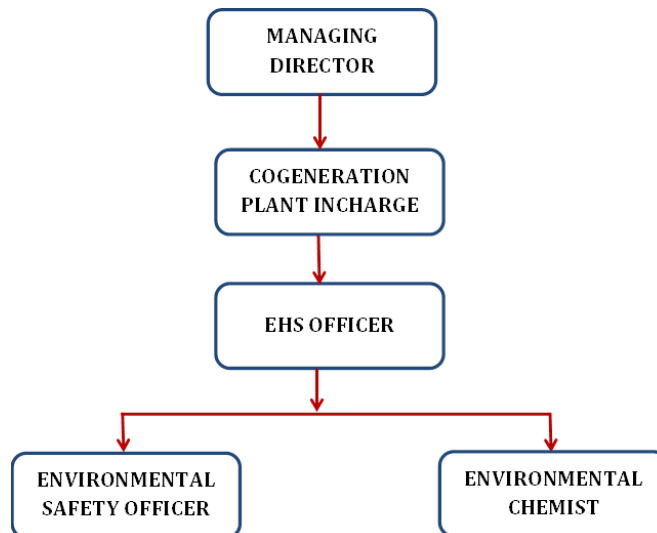 MANAGING
DIRECTOR
COGENERATION
PLANT INCHARGE
EHS OFFICER
ENVIRONMENTAL
SAFETY OFFICER
ENVIRONMENTAL
CHEMIST